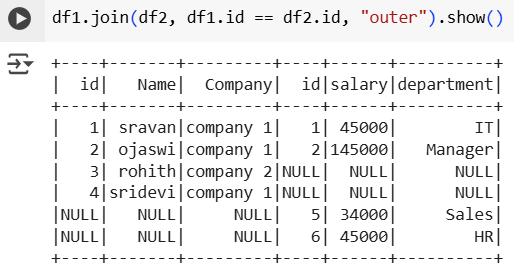 df1.join(df2, df1.id == df2.id, "outer").show()
+----+-------+---------+----+------+----------+
|  id|   Name|  Company|  id|salary|department|
+----+-------+---------+----+------+----------+
|   1| sravan|company 1|   1| 45000|        IT|
|   2| ojaswi|company 1|   2|145000|   Manager|
|   3| rohith|company 2|NULL|  NULL|      NULL|
|   4|sridevi|company 1|NULL|  NULL|      NULL|
|NULL|   NULL|     NULL|   5| 34000|     Sales|
|NULL|   NULL|     NULL|   6| 45000|        HR|
+----+-------+---------+----+------+----------+